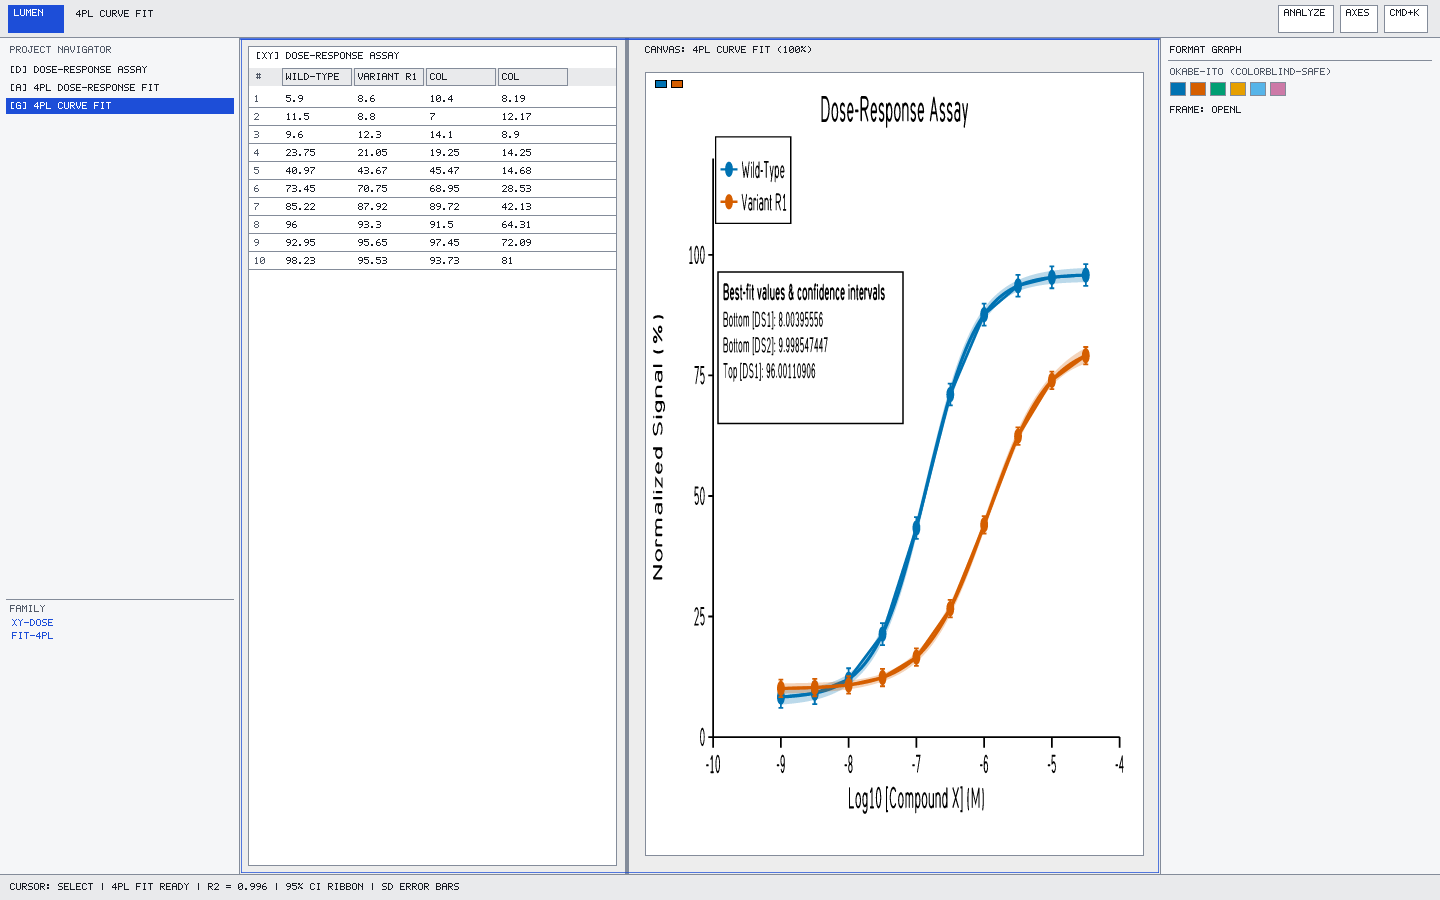 LUMEN
4PL CURVE FIT
ANALYZE
AXES
CMD+K
PROJECT NAVIGATOR
[D] DOSE-RESPONSE ASSAY
[A] 4PL DOSE-RESPONSE FIT
[G] 4PL CURVE FIT
FAMILY
XY-DOSE
FIT-4PL
[XY] DOSE-RESPONSE ASSAY
# WILD-TYPE VARIANT R1 COL COL
1 5.9 8.6 10.4 8.19
2 11.5 8.8 7 12.17
3 9.6 12.3 14.1 8.9
4 23.75 21.05 19.25 14.25
5 40.97 43.67 45.47 14.68
6 73.45 70.75 68.95 28.53
7 85.22 87.92 89.72 42.13
8 96 93.3 91.5 64.31
9 92.95 95.65 97.45 72.09
10 98.23 95.53 93.73 81
CANVAS: 4PL CURVE FIT (100%)
Dose-Response Assay
Wild-Type
Variant R1
Best-fit values & confidence intervals
Bottom [DS1]: 8.00395556
Bottom [DS2]: 9.998547447
Top [DS1]: 96.00110906
Normalized Signal (%)
100
75
50
25
0
-10 -9 -8 -7 -6 -5 -4
Log10 [Compound X] (M)
FORMAT GRAPH
OKABE-ITO (COLORBLIND-SAFE)
FRAME: OPENL
CURSOR: SELECT | 4PL FIT READY | R2 = 0.996 | 95% CI RIBBON | SD ERROR BARS